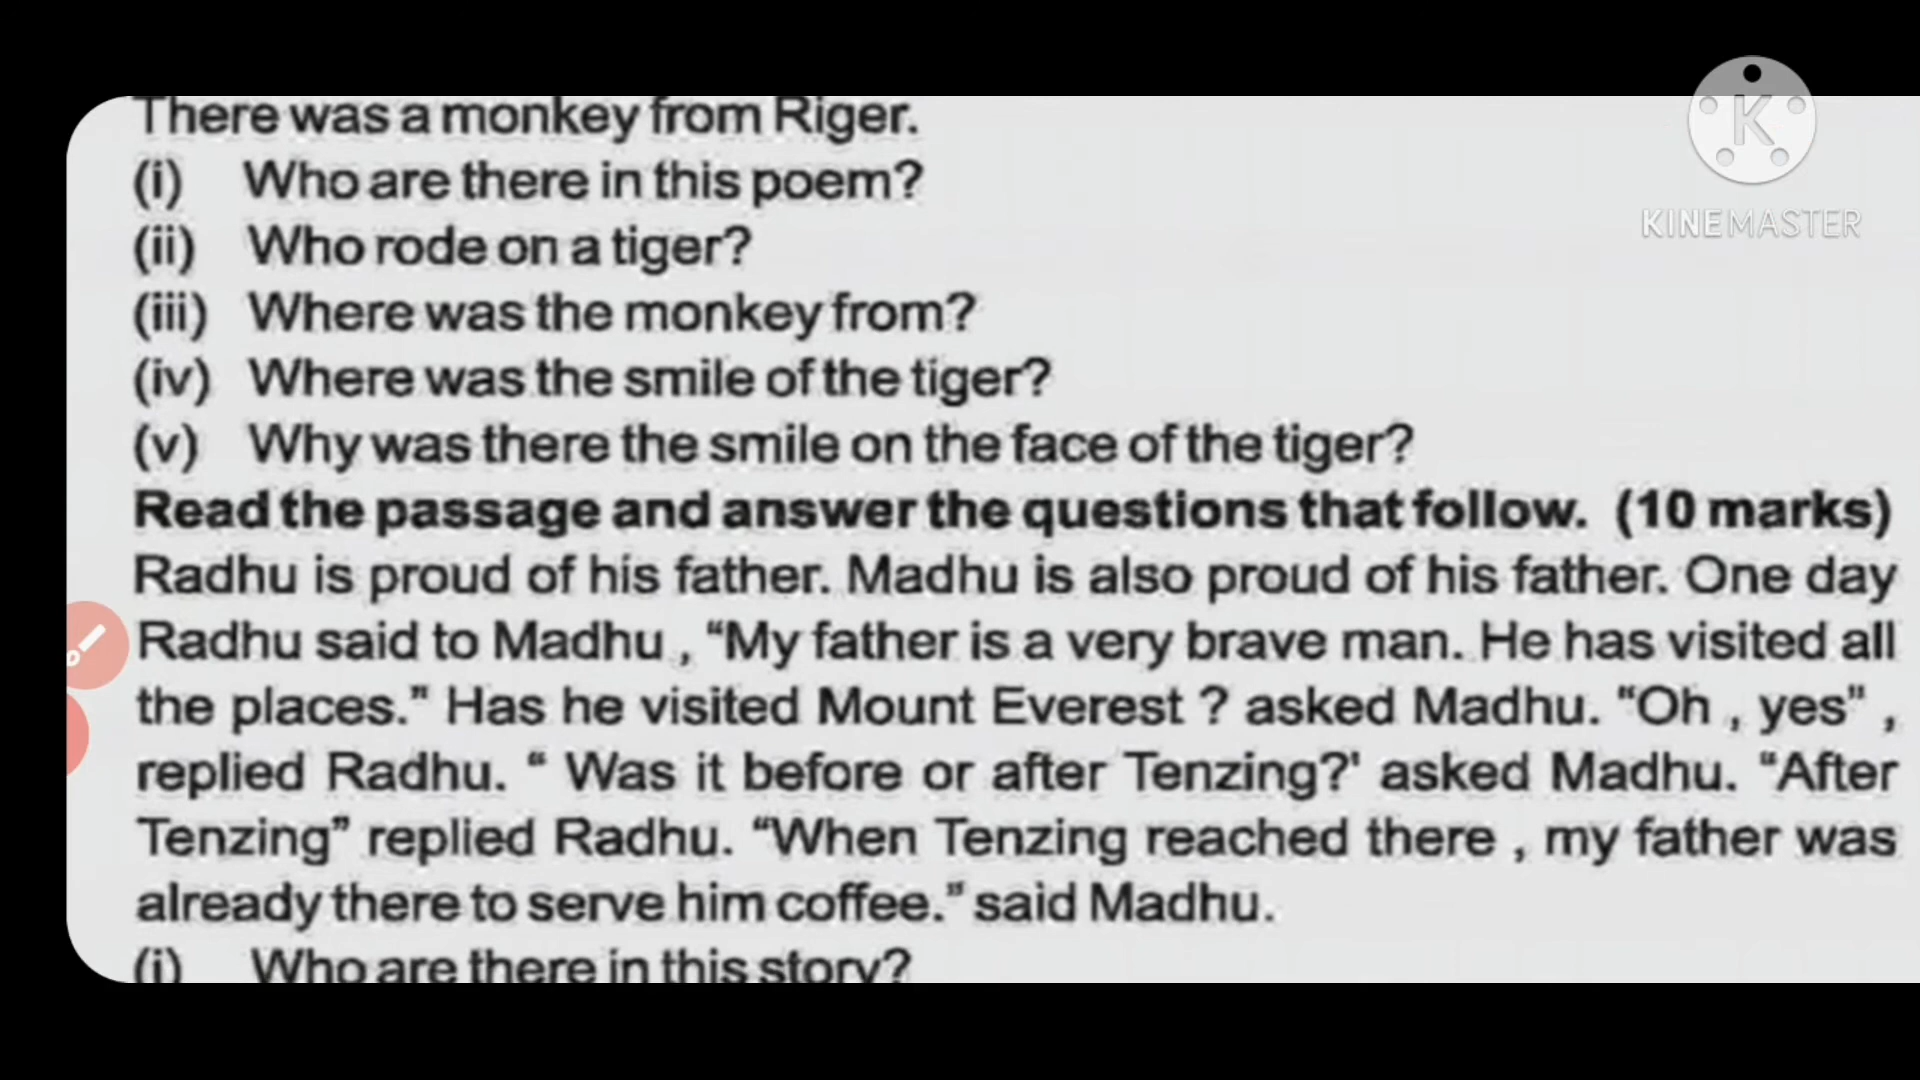 There was a monkey from Riger.
(i) Who are there in this poem?
(ii) Who rode on a tiger?
(iii) Where was the monkey from?
(iv) Where was the smile of the tiger?
(v) Why was there the smile on the face of the tiger?
Read the passage and answer the questions that follow. (10 marks)
Radhu is proud of his father. Madhu is also proud of his father. One day
Radhu said to Madhu , “My father is a very brave man. He has visited all
the places.” Has he visited Mount Everest ? asked Madhu. “Oh , yes” ,
replied Radhu. “ Was it before or after Tenzing?' asked Madhu. “After
Tenzing” replied Radhu. “When Tenzing reached there , my father was
already there to serve him coffee.” said Madhu.
(i) Who are there in this story?
K
KINEMASTER